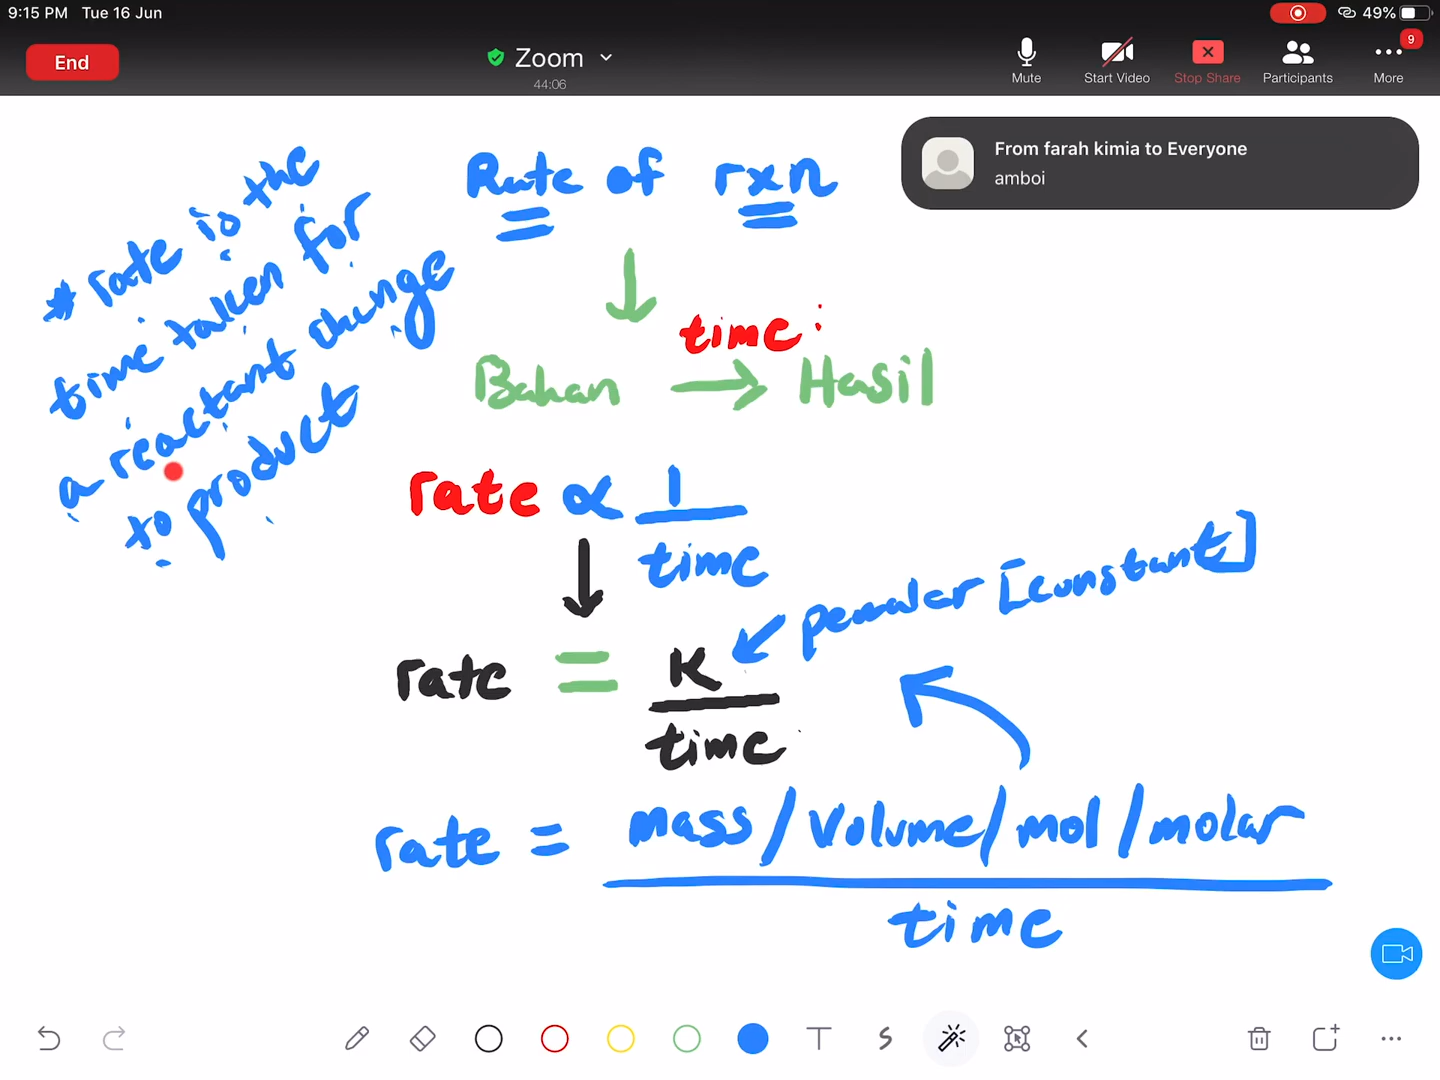 9:15 PM Tue 16 Jun
49%
End
Zoom
44:06
Mute
Start Video
Stop Share
Participants
More
9
From farah kimia to Everyone
amboi
Rate of rxn
* rate is the
time taken for
a reactant change
to product
time:
Bahan → Hasil
rate ∝ 1
time
rate = K
time
pemalar [constant]
rate = mass/volume/mol/molar
time
T
S